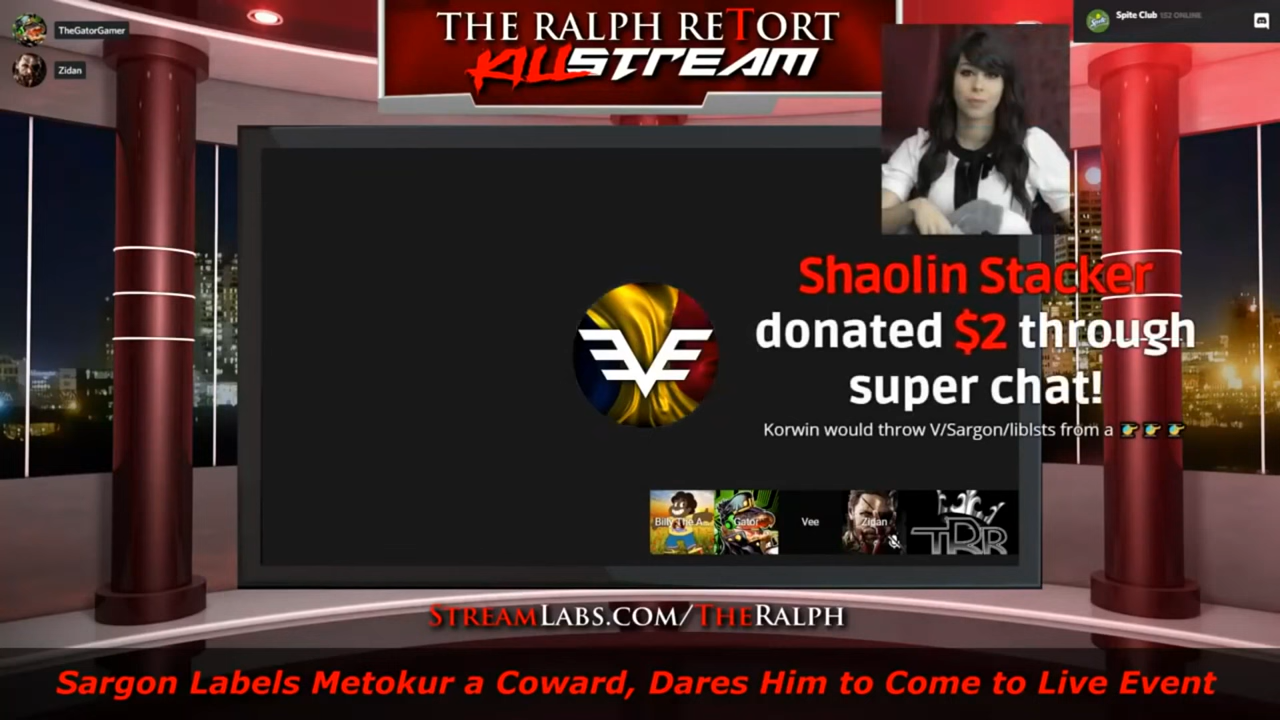 TheGatorGamer
Zidan
THE RALPH RETORT
KILLSTREAM
Spite Club 152 ONLINE
Shaolin Stacker
donated $2 through
super chat!
Korwin would throw V/Sargon/liblsts from a
Billy The A...
Gator
Vee
Zidan
TRR
STREAMLABS.COM/THERALPH
Sargon Labels Metokur a Coward, Dares Him to Come to Live Event